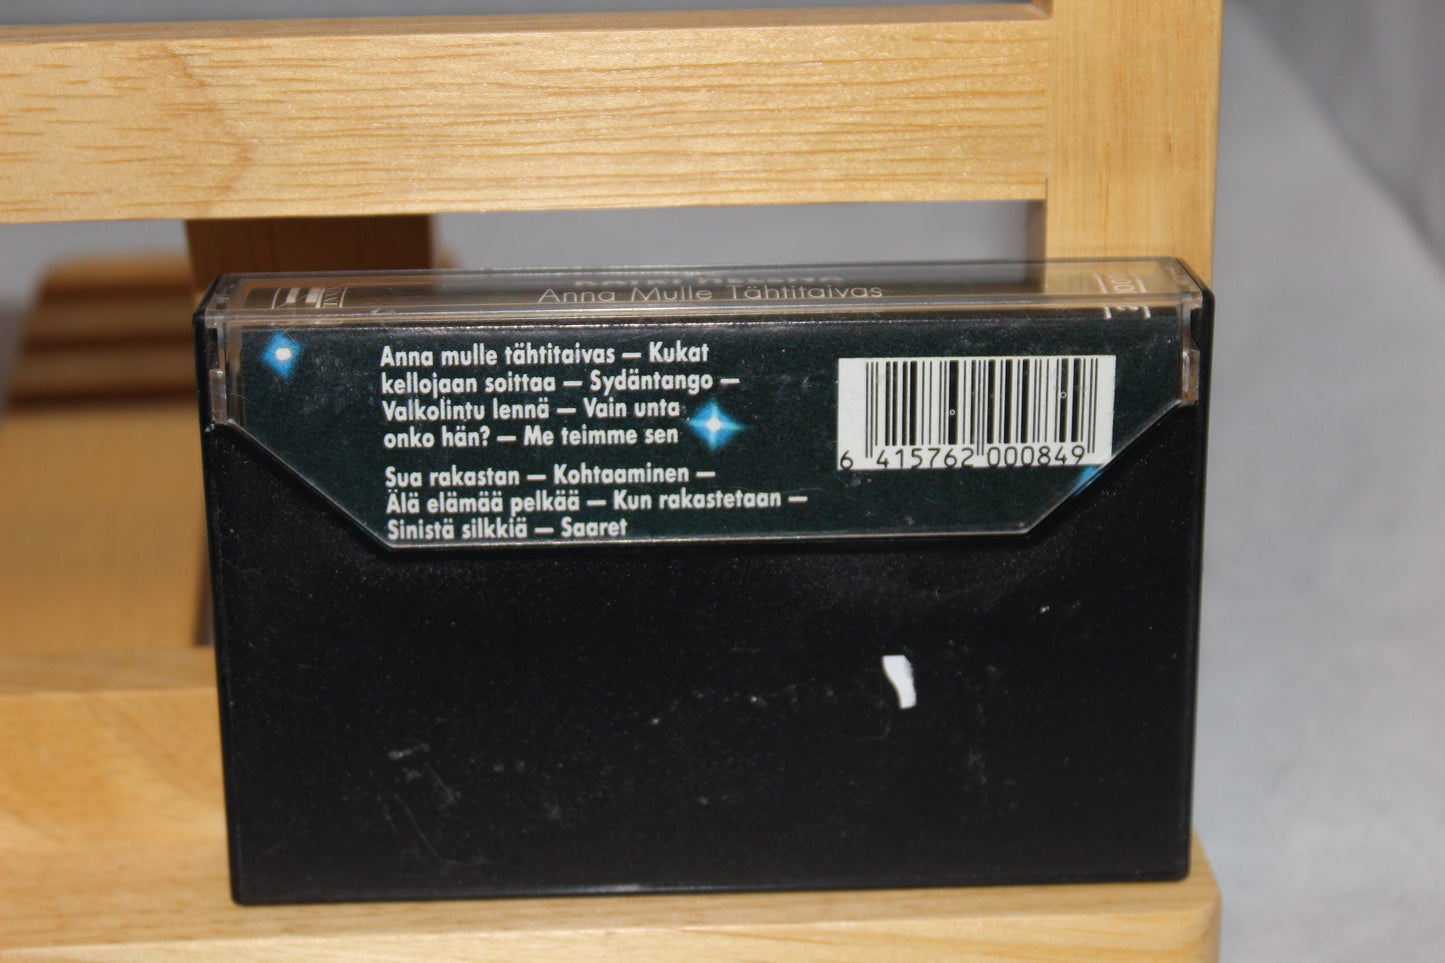 Anna Mulle Tähtitaivas
Anna mulle tähtitaivas — Kukat
kellojaan soittaa — Sydäntango —
Valkolintu lennä — Vain unta
onko hän? — Me teimme sen
Sua rakastan — Kohtaaminen —
Älä elämää pelkää — Kun rakastetaan —
Sinistä silkkiä — Saaret
6 415762 000849